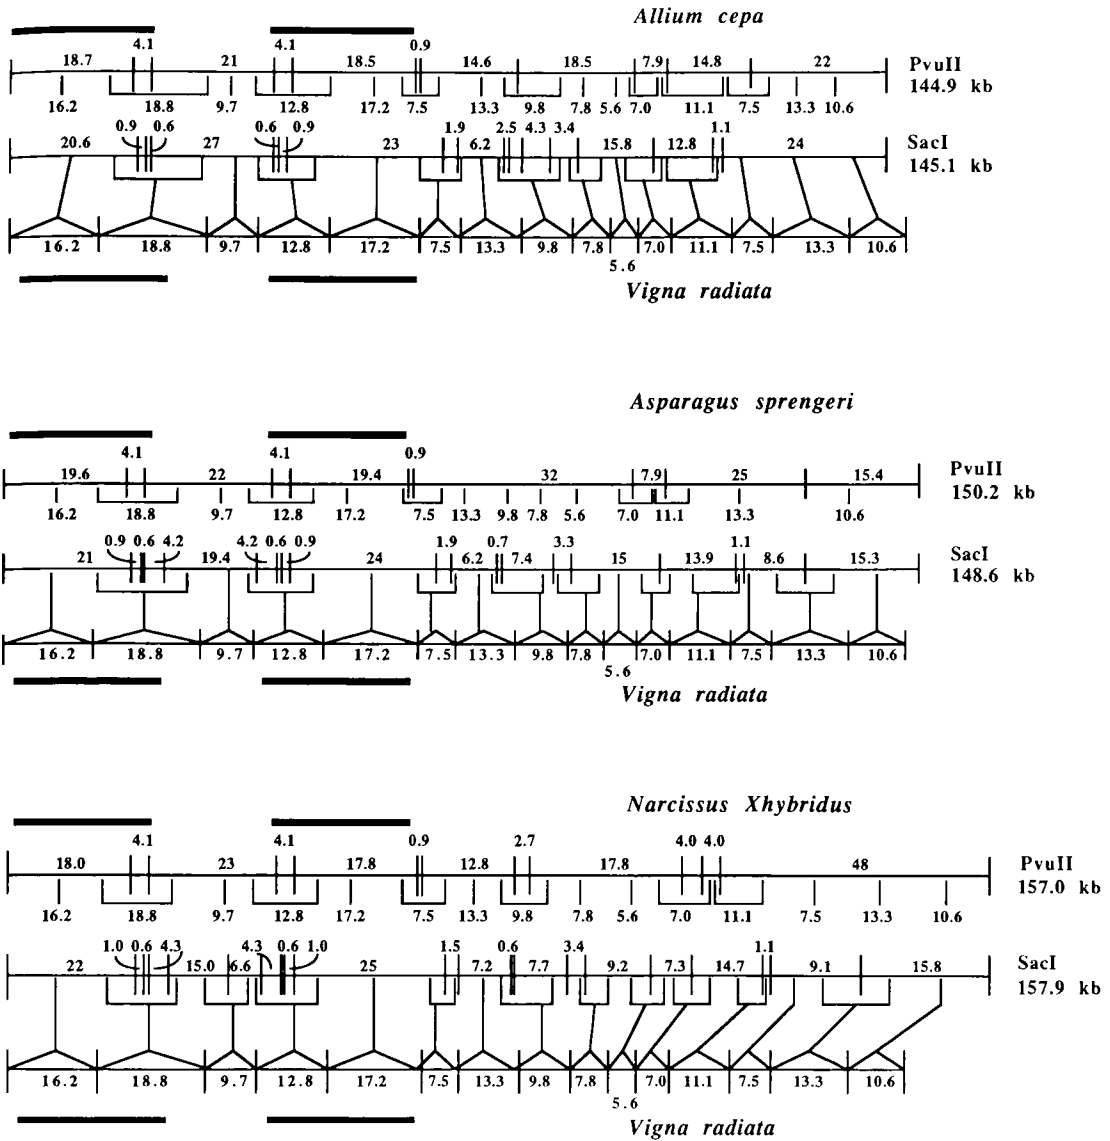 Allium cepa
4.1 4.1 0.9
18.7 21 18.5 14.6 18.5 7.9 14.8 22 PvuII
16.2 18.8 9.7 12.8 17.2 7.5 13.3 9.8 7.8 5.6 7.0 11.1 7.5 13.3 10.6 144.9 kb
0.9 0.6 0.6 0.9 1.9 2.5 4.3 3.4 1.1
20.6 27 23 6.2 15.8 12.8 24 SacI
145.1 kb
16.2 18.8 9.7 12.8 17.2 7.5 13.3 9.8 7.8 7.0 11.1 7.5 13.3 10.6
5.6
Vigna radiata
Asparagus sprengeri
4.1 4.1 0.9
19.6 22 19.4 32 7.9 25 15.4 PvuII
150.2 kb
16.2 18.8 9.7 12.8 17.2 7.5 13.3 9.8 7.8 5.6 7.0 11.1 13.3 10.6
0.9 0.6 4.2 4.2 0.6 0.9 1.9 0.7 3.3 1.1
21 19.4 24 6.2 7.4 15 13.9 8.6 15.3 SacI
148.6 kb
16.2 18.8 9.7 12.8 17.2 7.5 13.3 9.8 7.8 7.0 11.1 7.5 13.3 10.6
5.6
Vigna radiata
Narcissus Xhybridus
4.1 4.1 0.9 2.7 4.0 4.0
18.0 23 17.8 12.8 17.8 48 PvuII
157.0 kb
16.2 18.8 9.7 12.8 17.2 7.5 13.3 9.8 7.8 5.6 7.0 11.1 7.5 13.3 10.6
1.0 0.6 4.3 4.3 0.6 1.0 1.5 0.6 3.4 1.1
22 15.0 6.6 25 7.2 7.7 9.2 7.3 14.7 9.1 15.8 SacI
157.9 kb
16.2 18.8 9.7 12.8 17.2 7.5 13.3 9.8 7.8 7.0 11.1 7.5 13.3 10.6
5.6
Vigna radiata